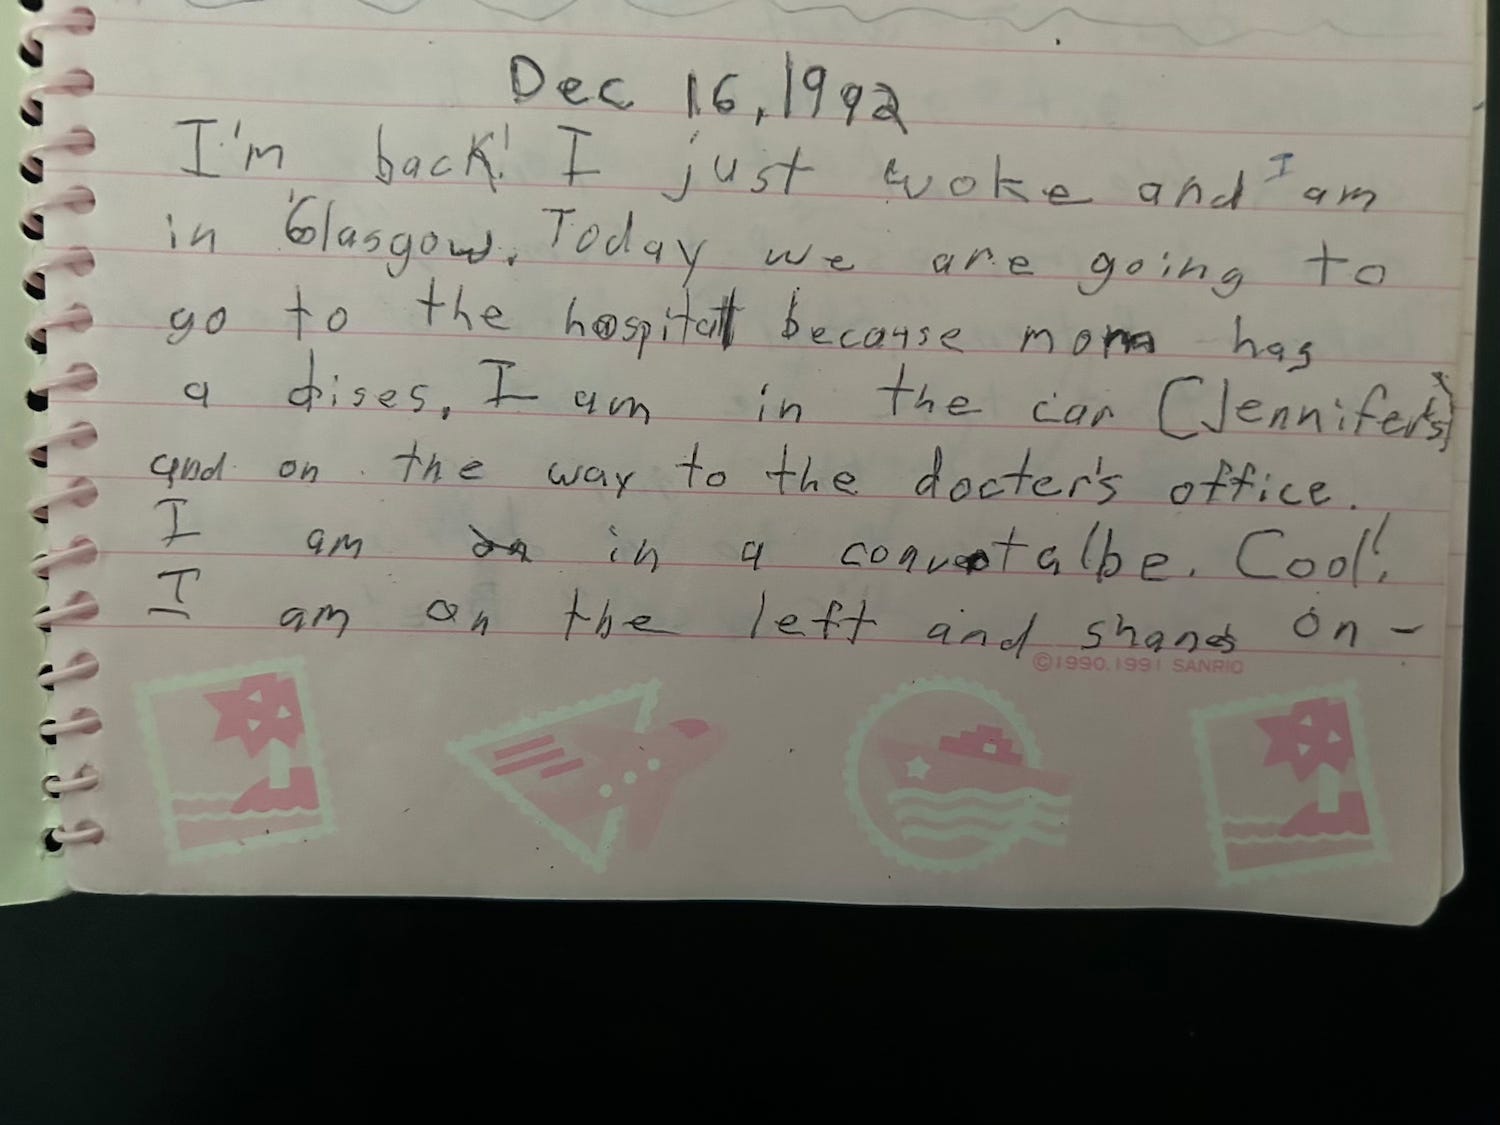 Dec 16, 1992
I'm back! I just woke and I am
in Glasgow. Today we are going to
go to the hospital because mom has
a dises. I am in the car (Jennifer's)
and on the way to the docter's office.
I am in a convertalbe. Cool!
I am on the left and shands on-
©1990.1991 SANRIO